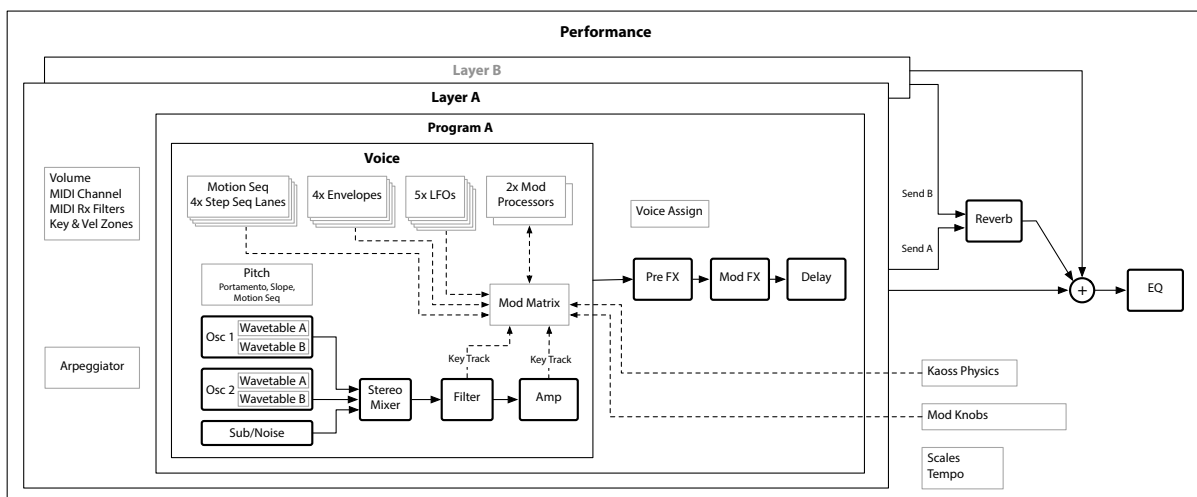 Performance
Layer B
Layer A
Program A
Voice
Volume
MIDI Channel
MIDI Rx Filters
Key & Vel Zones
Motion Seq
4x Step Seq Lanes
4x Envelopes
5x LFOs
2x Mod
Processors
Voice Assign
Send B
Reverb
Send A
Pitch
Portamento, Slope,
Motion Seq
Mod Matrix
Pre FX
Mod FX
Delay
+
EQ
Osc 1
Wavetable A
Wavetable B
Key Track
Key Track
Arpeggiator
Osc 2
Wavetable A
Wavetable B
Stereo
Mixer
Filter
Amp
Sub/Noise
Kaoss Physics
Mod Knobs
Scales
Tempo